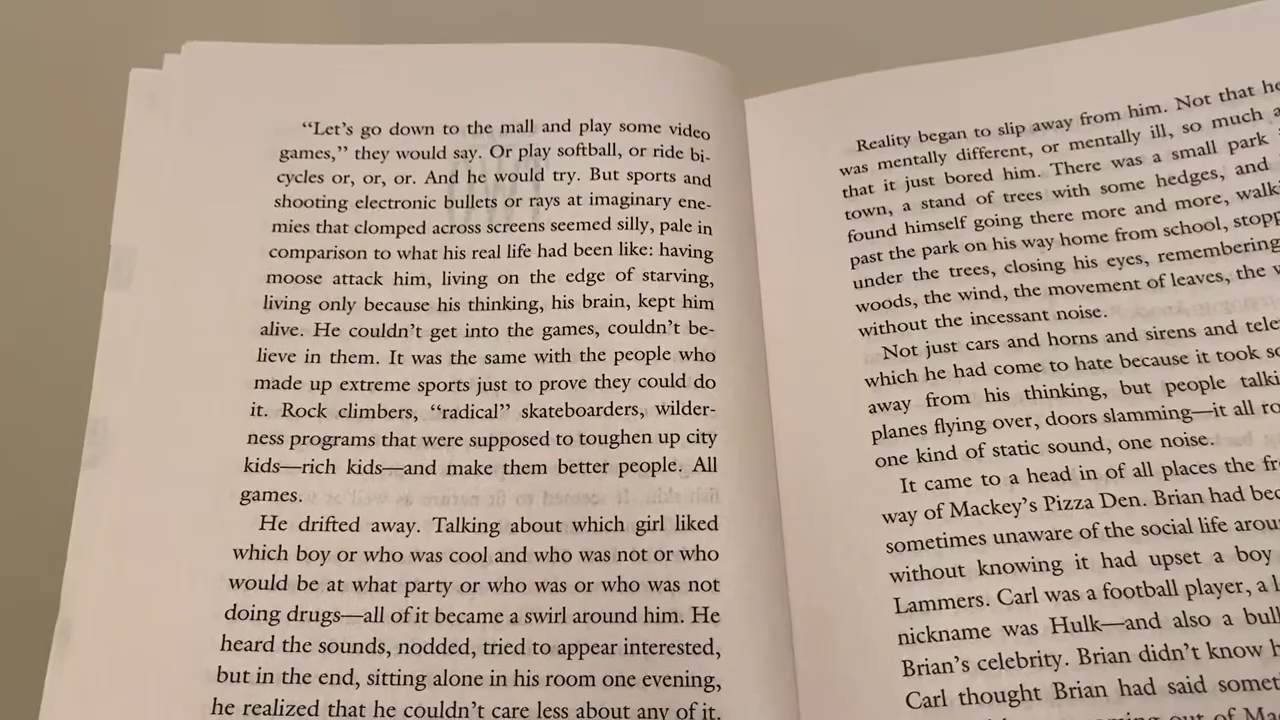 “Let’s go down to the mall and play some video
games,” they would say. Or play softball, or ride bi-
cycles or, or, or. And he would try. But sports and
shooting electronic bullets or rays at imaginary ene-
mies that clomped across screens seemed silly, pale in
comparison to what his real life had been like: having
moose attack him, living on the edge of starving,
living only because his thinking, his brain, kept him
alive. He couldn’t get into the games, couldn’t be-
lieve in them. It was the same with the people who
made up extreme sports just to prove they could do
it. Rock climbers, “radical” skateboarders, wilder-
ness programs that were supposed to toughen up city
kids—rich kids—and make them better people. All
games.
He drifted away. Talking about which girl liked
which boy or who was cool and who was not or who
would be at what party or who was or who was not
doing drugs—all of it became a swirl around him. He
heard the sounds, nodded, tried to appear interested,
but in the end, sitting alone in his room one evening,
he realized that he couldn’t care less about any of it.
Reality began to slip away from him. Not that he
was mentally different, or mentally ill, so much a
that it just bored him. There was a small park
town, a stand of trees with some hedges, and
found himself going there more and more, walki
past the park on his way home from school, stopp
under the trees, closing his eyes, remembering
woods, the wind, the movement of leaves, the
without the incessant noise.
Not just cars and horns and sirens and tele
which he had come to hate because it took so
away from his thinking, but people talki
planes flying over, doors slamming—it all ro
one kind of static sound, one noise.
It came to a head in of all places the fr
way of Mackey’s Pizza Den. Brian had bec
sometimes unaware of the social life arou
without knowing it had upset a boy
Lammers. Carl was a football player, a
nickname was Hulk—and also a bull
Brian’s celebrity. Brian didn’t know h
Carl thought Brian had said somet
out of Mac